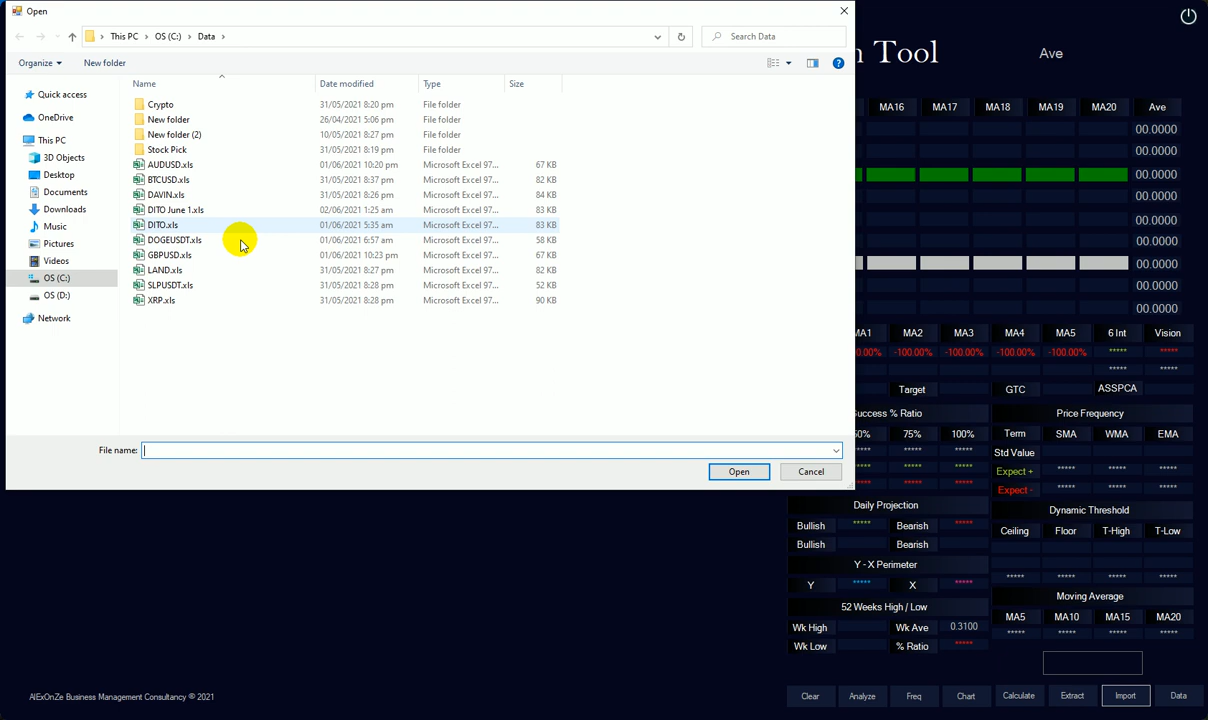 Open
This PC > OS (C:) > Data >
Search Data
Organize
New folder
Name
Date modified
Type
Size
Quick access
OneDrive
This PC
3D Objects
Desktop
Documents
Downloads
Music
Pictures
Videos
OS (C:)
OS (D:)
Network
Crypto 31/05/2021 8:20 pm File folder
New folder 26/04/2021 5:06 pm File folder
New folder (2) 10/05/2021 8:27 pm File folder
Stock Pick 31/05/2021 8:19 pm File folder
AUDUSD.xls 01/06/2021 10:20 pm Microsoft Excel 97... 67 KB
BTCUSD.xls 31/05/2021 8:37 pm Microsoft Excel 97... 82 KB
DAVIN.xls 31/05/2021 8:26 pm Microsoft Excel 97... 84 KB
DITO June 1.xls 02/06/2021 1:25 am Microsoft Excel 97... 83 KB
DITO.xls 01/06/2021 5:35 am Microsoft Excel 97... 83 KB
DOGEUSDT.xls 01/06/2021 6:57 am Microsoft Excel 97... 58 KB
GBPUSD.xls 01/06/2021 10:23 pm Microsoft Excel 97... 67 KB
LAND.xls 31/05/2021 8:27 pm Microsoft Excel 97... 82 KB
SLPUSDT.xls 31/05/2021 8:28 pm Microsoft Excel 97... 52 KB
XRP.xls 31/05/2021 8:28 pm Microsoft Excel 97... 90 KB
File name:
Open Cancel
Tool
Ave
MA16 MA17 MA18 MA19 MA20 Ave
00.0000
00.0000
00.0000
00.0000
00.0000
00.0000
00.0000
00.0000
00.0000
MA1 MA2 MA3 MA4 MA5 6 Int Vision
0.00% -100.00% -100.00% -100.00% -100.00% ***** *****
*****  *****
Target GTC ASSPCA
Success % Ratio
50% 75% 100%
**** ***** *****
**** ***** *****
**** ***** *****
Price Frequency
Term SMA WMA EMA
Std Value
Expect + ***** ***** *****
Expect - ***** ***** *****
Daily Projection
Bullish ***** Bearish *****
Bullish Bearish
Dynamic Threshold
Ceiling Floor T-High T-Low
***** ***** ***** *****
Y - X Perimeter
Y ***** X *****
52 Weeks High / Low
Wk High Wk Ave 0.3100
Wk Low % Ratio *****
Moving Average
MA5 MA10 MA15 MA20
***** ***** ***** *****
AlExOnZe Business Management Consultancy ® 2021
Clear Analyze Freq Chart Calculate Extract Import Data